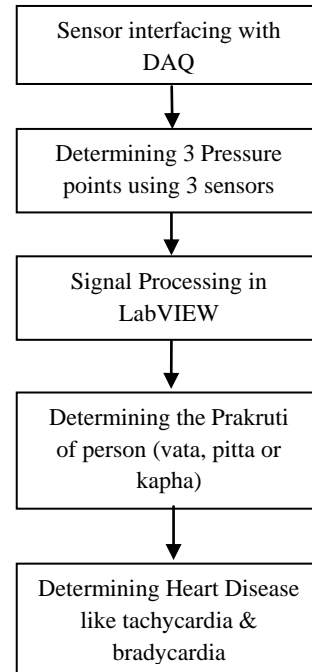 Sensor interfacing with
DAQ
Determining 3 Pressure
points using 3 sensors
Signal Processing in
LabVIEW
Determining the Prakruti
of person (vata, pitta or
kapha)
Determining Heart Disease
like tachycardia &
bradycardia